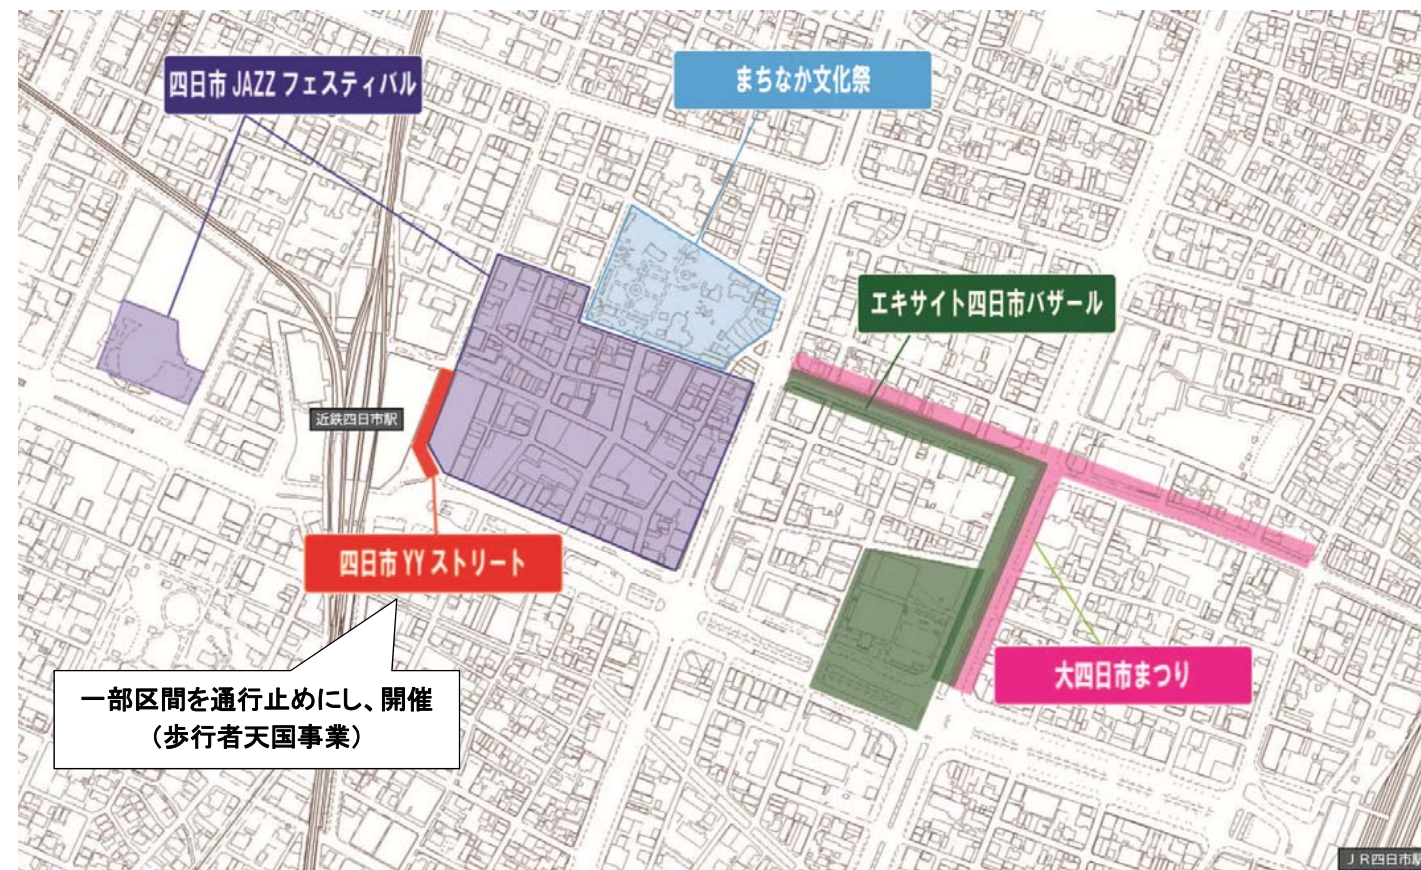 四日市 JAZZ フェスティバル
まちなか文化祭
エキサイト四日市バザール
近鉄四日市駅
四日市 YY ストリート
大四日市まつり
一部区間を通行止めにし、開催
（歩行者天国事業）
ＪＲ四日市駅